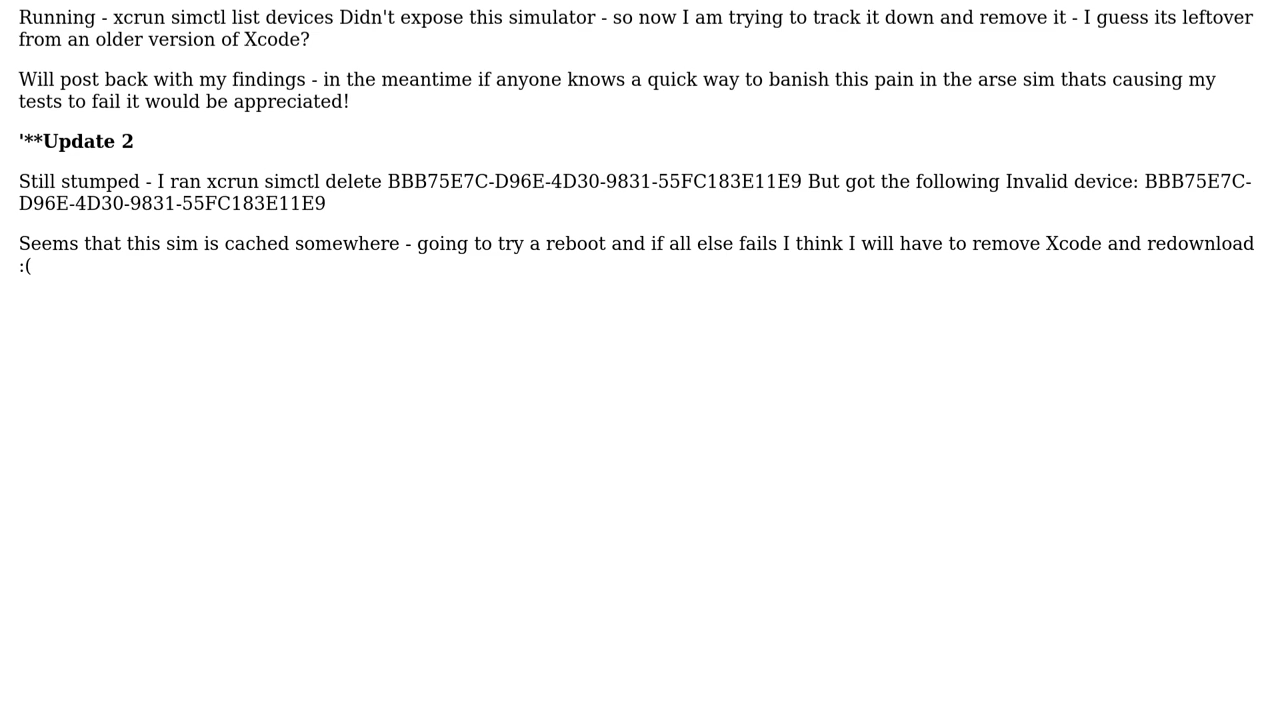 Running - xcrun simctl list devices Didn't expose this simulator - so now I am trying to track it down and remove it - I guess its leftover
from an older version of Xcode?
Will post back with my findings - in the meantime if anyone knows a quick way to banish this pain in the arse sim thats causing my
tests to fail it would be appreciated!
'**Update 2
Still stumped - I ran xcrun simctl delete BBB75E7C-D96E-4D30-9831-55FC183E11E9 But got the following Invalid device: BBB75E7C-
D96E-4D30-9831-55FC183E11E9
Seems that this sim is cached somewhere - going to try a reboot and if all else fails I think I will have to remove Xcode and redownload
:(